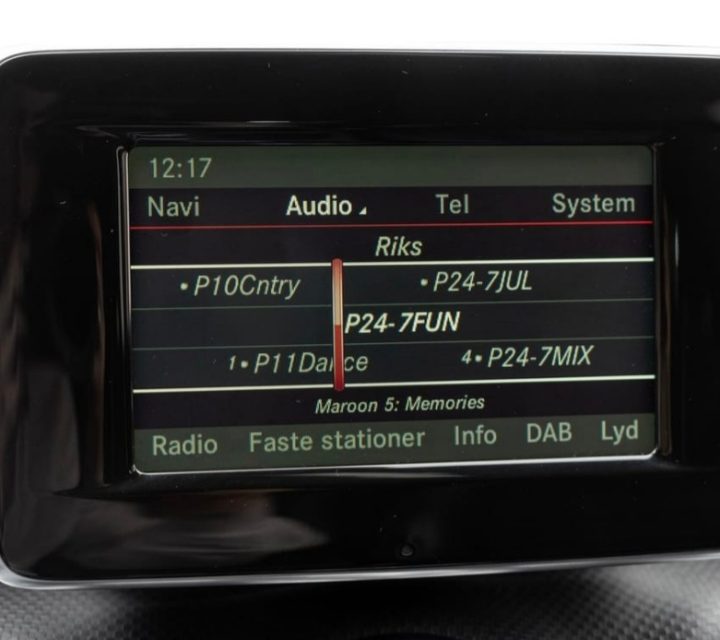 12:17
Navi Audio Tel System
Riks
• P10Cntry • P24-7JUL
P24-7FUN
1• P11Dance 4• P24-7MIX
Maroon 5: Memories
Radio Faste stationer Info DAB Lyd